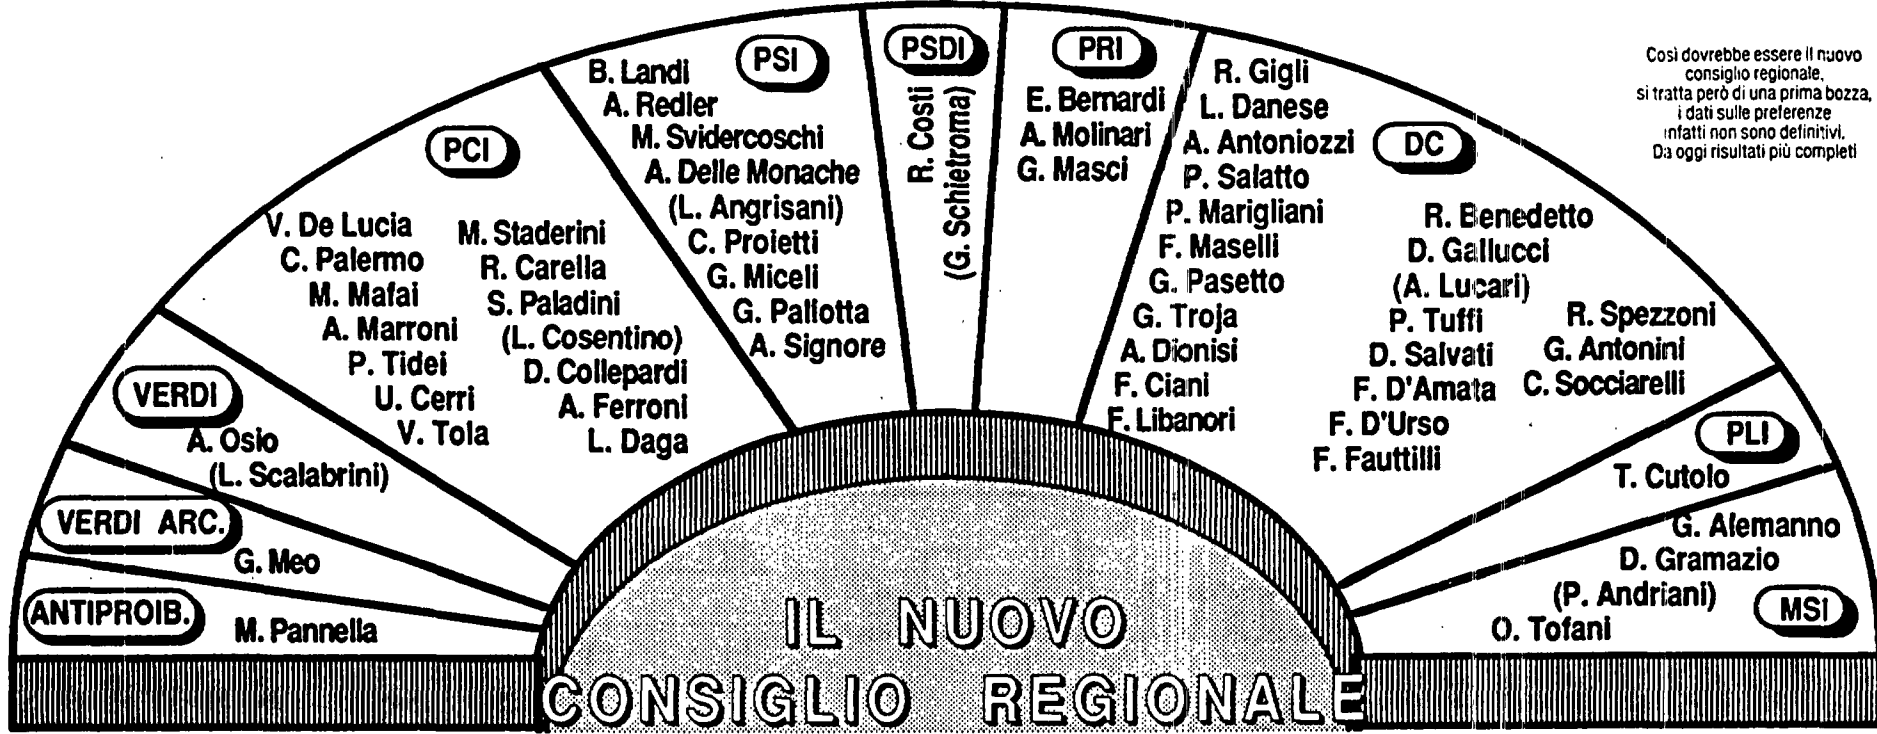 Così dovrebbe essere il nuovo
consiglio regionale,
si tratta però di una prima bozza,
i dati sulle preferenze
infatti non sono definitivi.
Da oggi risultati più completi
ANTIPROIB.
M. Pannella
VERDI ARC.
G. Meo
VERDI
A. Osio
(L. Scalabrini)
PCI
V. De Lucia
C. Palermo
M. Mafai
A. Marroni
P. Tidei
U. Cerri
V. Tola
M. Staderini
R. Carella
S. Paladini
(L. Cosentino)
D. Collepardi
A. Ferroni
L. Daga
PSI
B. Landi
A. Redler
M. Svidercoschi
A. Delle Monache
(L. Angrisani)
C. Proietti
G. Miceli
G. Pallotta
A. Signore
PSDI
R. Costi
(G. Schietroma)
PRI
E. Bernardi
A. Molinari
G. Masci
DC
R. Gigli
L. Danese
A. Antoniozzi
P. Salatto
P. Marigliani
F. Maselli
G. Pasetto
G. Troja
A. Dionisi
F. Ciani
F. Libanori
R. Benedetto
D. Gallucci
(A. Lucari)
P. Tuffi
D. Salvati
F. D'Amata
F. D'Urso
F. Fauttilli
R. Spezzoni
G. Antonini
C. Socciarelli
PLI
T. Cutolo
MSI
G. Alemanno
D. Gramazio
(P. Andriani)
O. Tofani
IL NUOVO
CONSIGLIO REGIONALE